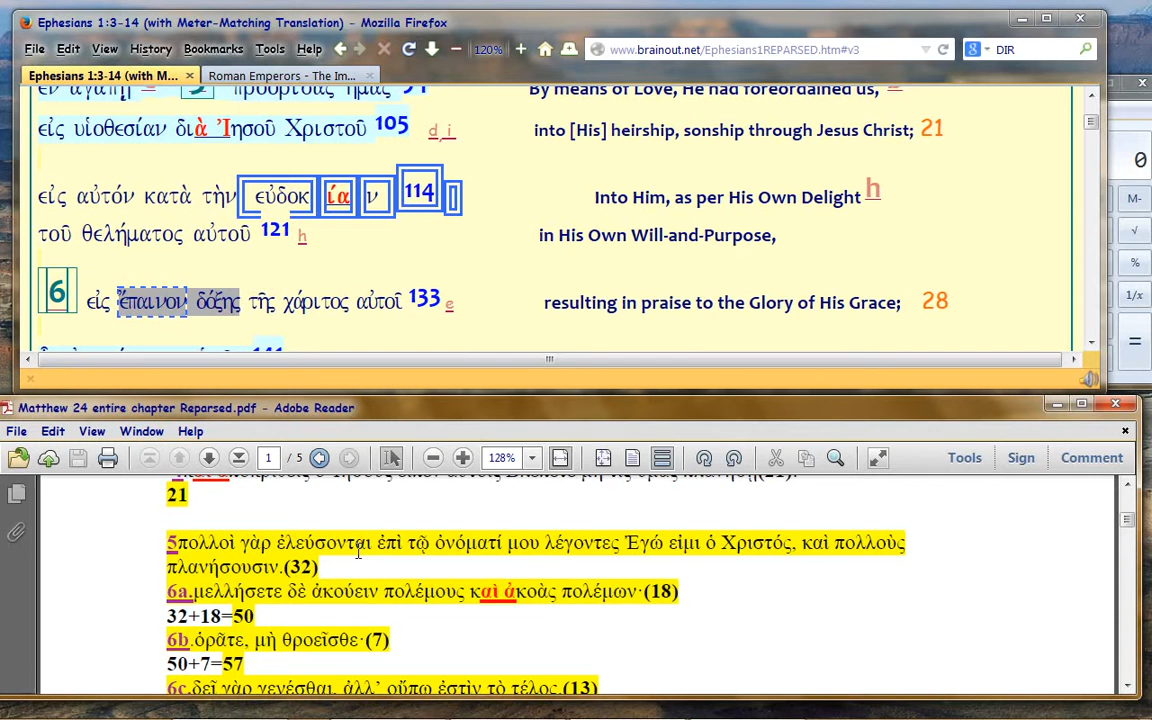 Ephesians 1:3-14 (with Meter-Matching Translation) - Mozilla Firefox
File Edit View History Bookmarks Tools Help 120% www.brainout.net/Ephesians1REPARSED.htm#v3 DIR
Ephesians 1:3-14 (with M... × Roman Emperors - The Im... ×
By means of Love, He had foreordained us,
εἰς υἱοθεσίαν διὰ Ἰησοῦ Χριστοῦ 105 d,i into [His] heirship, sonship through Jesus Christ; 21
εἰς αὐτόν κατὰ τὴν εὐδοκίαν 114 Into Him, as per His Own Delight h
τοῦ θελήματος αὐτοῦ 121 h in His Own Will-and-Purpose,
6 εἰς ἔπαινον δόξης τῆς χάριτος αὐτοῦ 133 e resulting in praise to the Glory of His Grace; 28
0
M-
√
%
1/x
=
Matthew 24 entire chapter Reparsed.pdf - Adobe Reader
File Edit View Window Help
1 / 5 128% Tools Sign Comment
21
5πολλοὶ γὰρ ἐλεύσονται ἐπὶ τῷ ὀνόματί μου λέγοντες Ἐγώ εἰμι ὁ Χριστός, καὶ πολλοὺς
πλανήσουσιν.(32)
6a.μελλήσετε δὲ ἀκούειν πολέμους καὶ ἀκοὰς πολέμων·(18)
32+18=50
6b.ὁρᾶτε, μὴ θροεῖσθε·(7)
50+7=57
6c.δεῖ γὰρ γενέσθαι, ἀλλ' οὔπω ἐστὶν τὸ τέλος.(13)